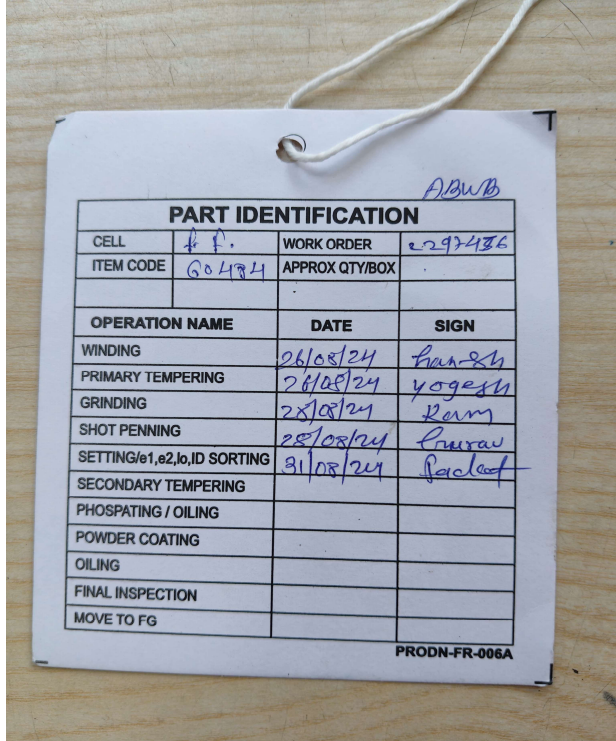 ABWB
PART IDENTIFICATION
CELL f f. WORK ORDER
ITEM CODE 60484 APPROX QTY/BOX
OPERATION NAME DATE SIGN
WINDING 26/08/24 hansh
PRIMARY TEMPERING 26/08/24 yogesh
GRINDING 28/08/24 Ram
SHOT PENNING 28/08/24
SETTING/e1,e2,lo,ID SORTING 31/08/24
SECONDARY TEMPERING
PHOSPATING / OILING
POWDER COATING
OILING
FINAL INSPECTION
MOVE TO FG
PRODN-FR-006A